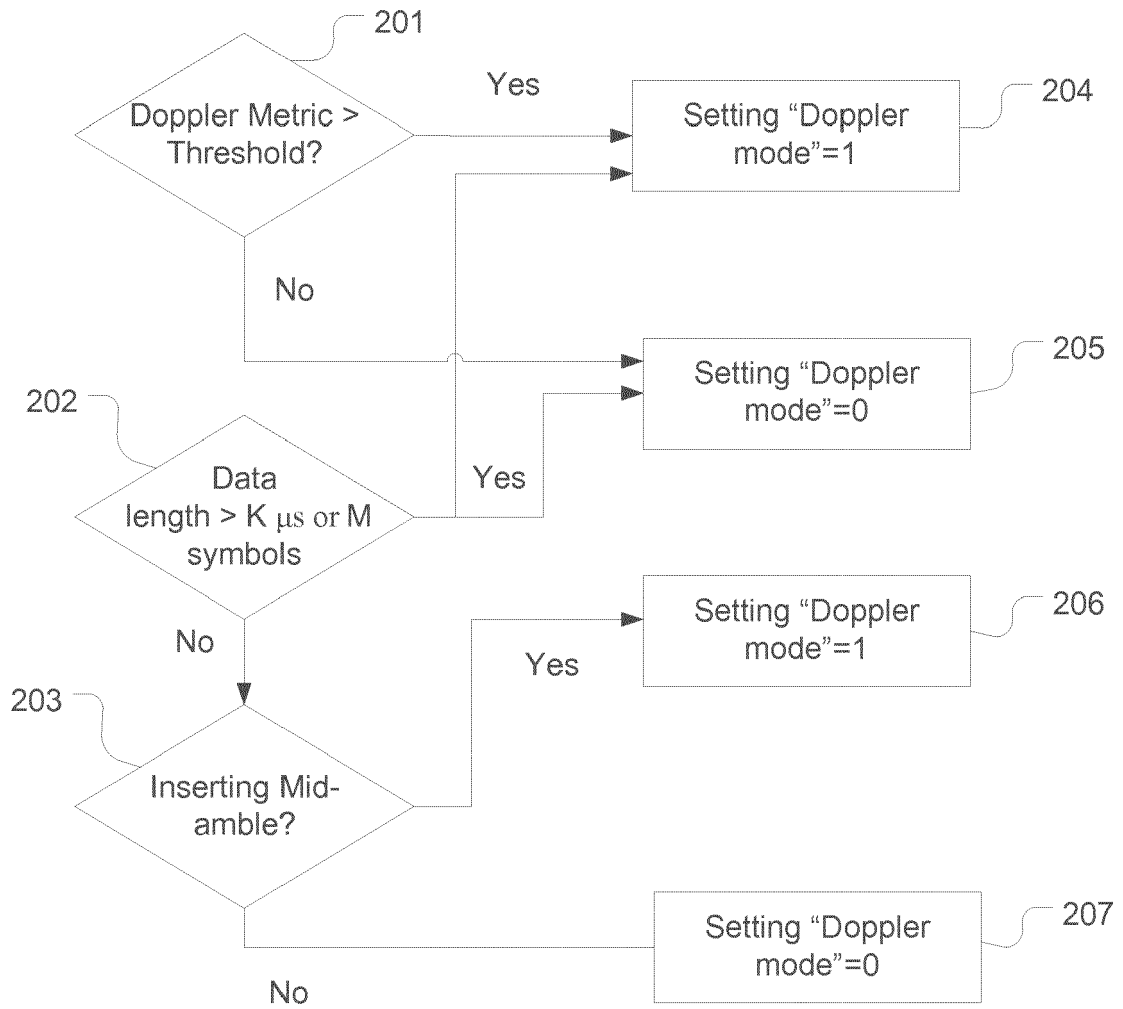 201
Doppler Metric >
Threshold?
Yes
Setting “Doppler
mode”=1
204
No
Setting “Doppler
mode”=0
205
202
Data
length > K μs or M
symbols
Yes
No
Setting “Doppler
mode”=1
206
Yes
203
Inserting Mid-
amble?
Setting “Doppler
mode”=0
207
No